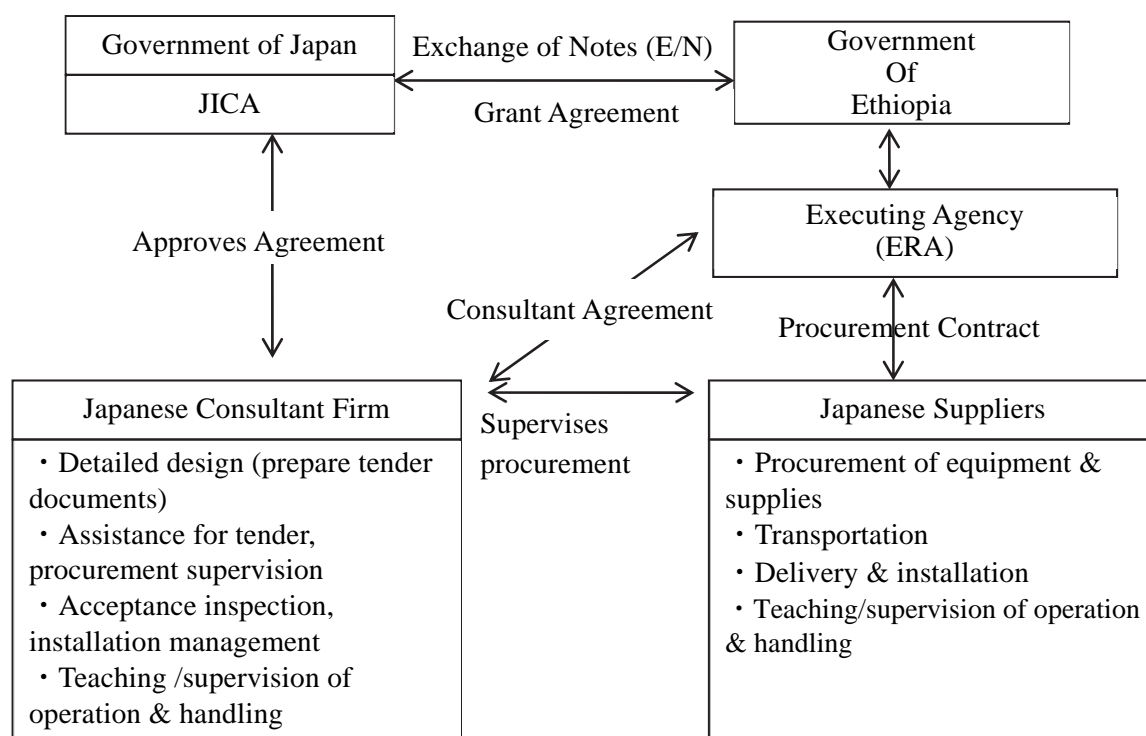 Government of Japan
JICA
Exchange of Notes (E/N)
Grant Agreement
Government
Of
Ethiopia
Executing Agency
(ERA)
Approves Agreement
Consultant Agreement
Procurement Contract
Japanese Consultant Firm
・Detailed design (prepare tender
documents)
・Assistance for tender,
procurement supervision
・Acceptance inspection,
installation management
・Teaching /supervision of
operation & handling
Supervises
procurement
Japanese Suppliers
・Procurement of equipment &
supplies
・Transportation
・Delivery & installation
・Teaching/supervision of operation
& handling